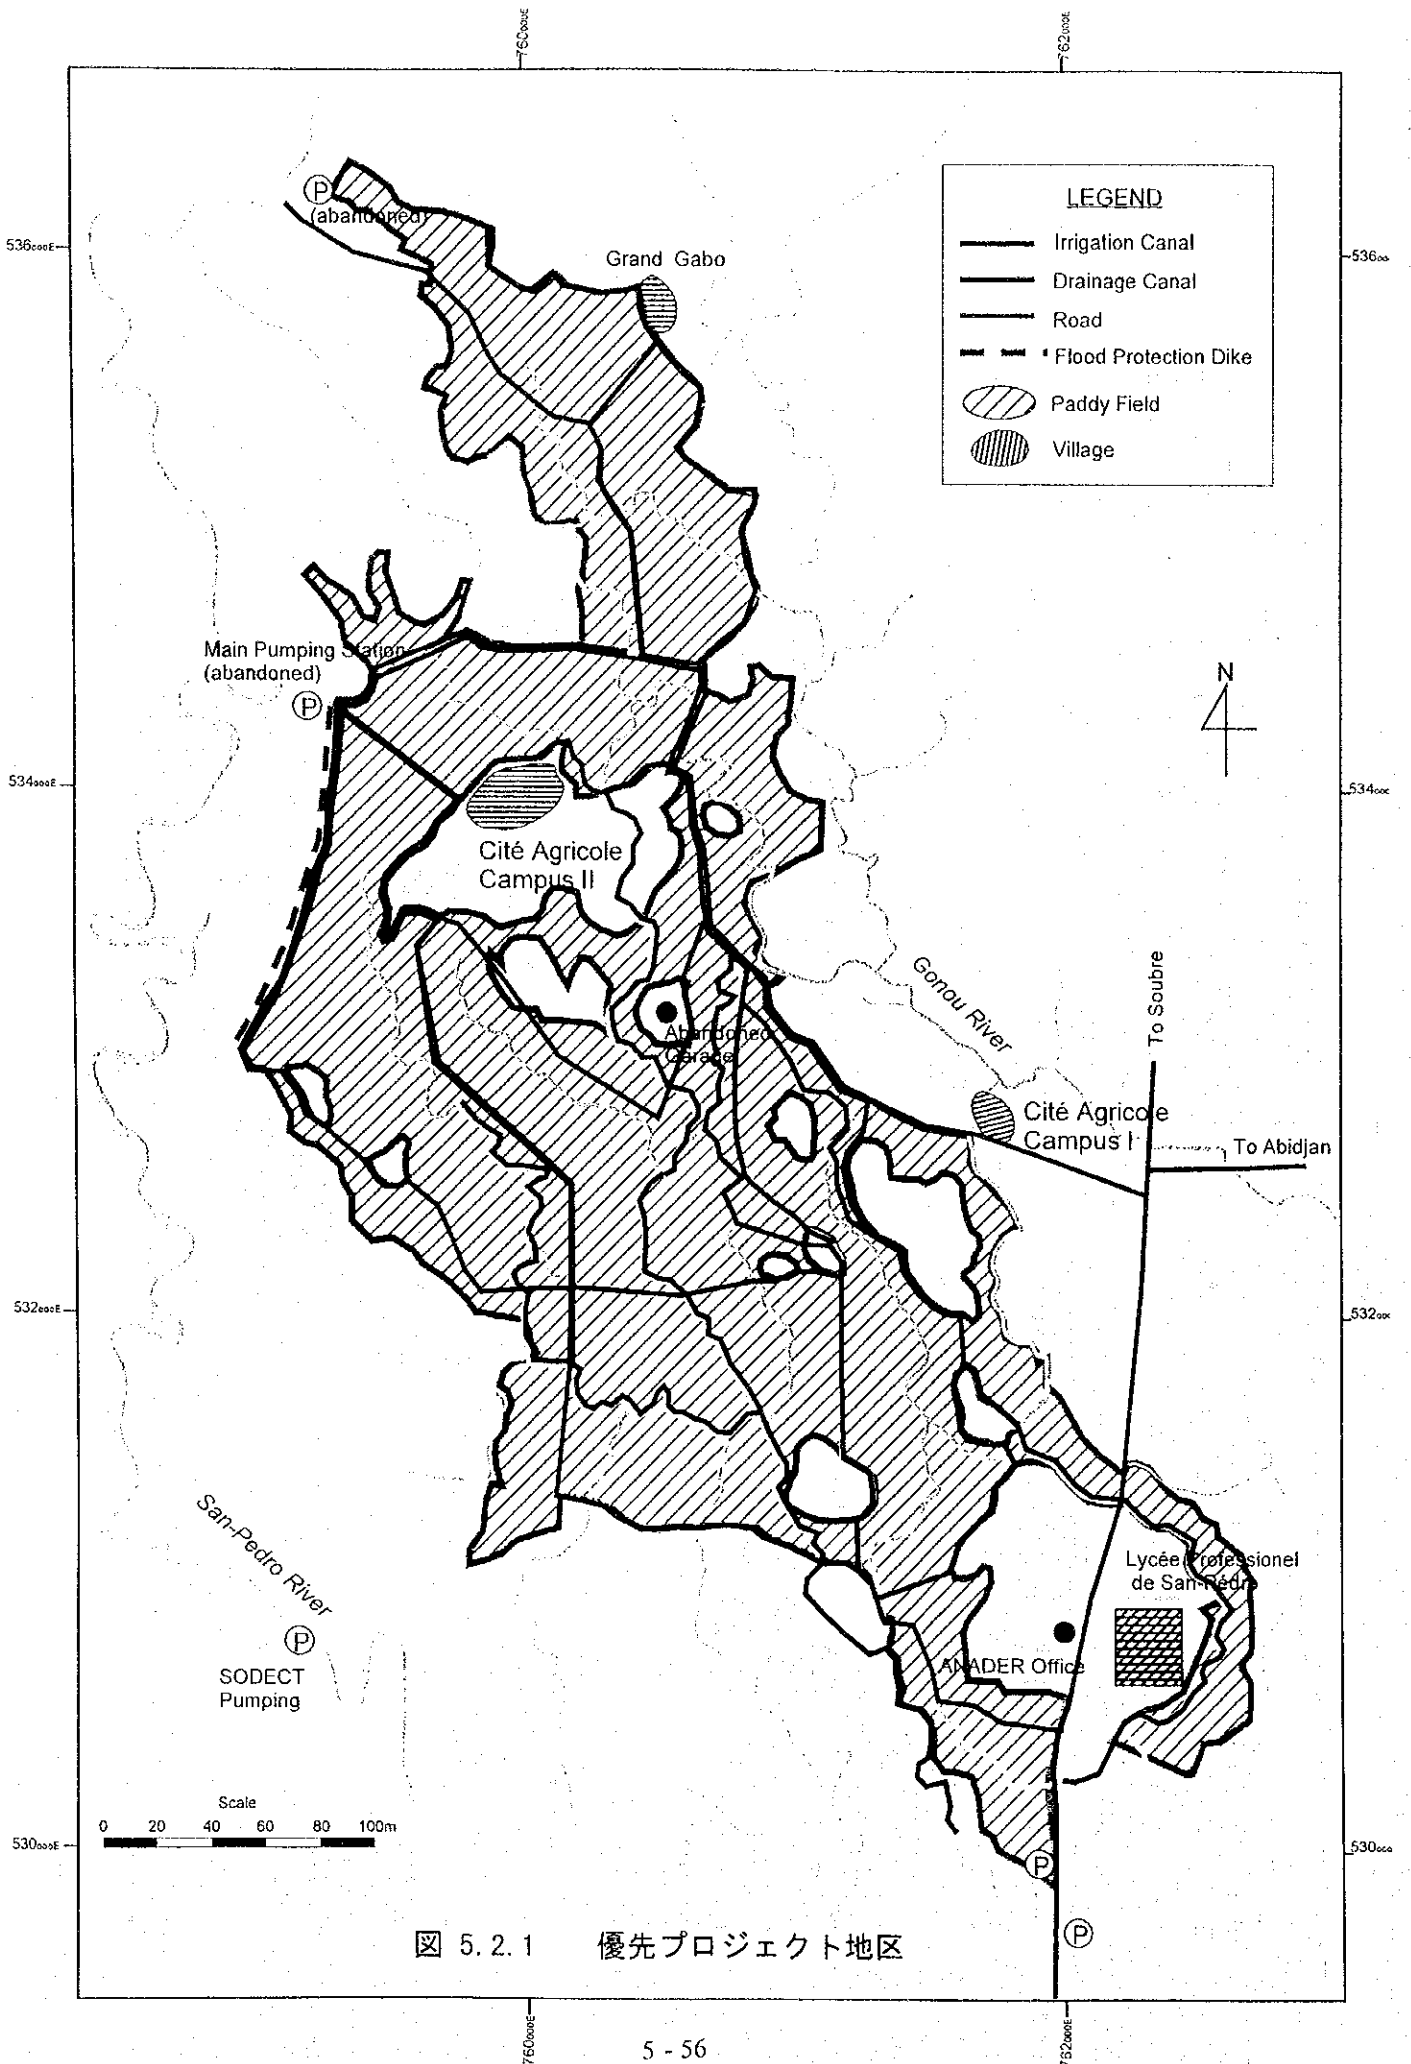 760000E
762000E
LEGEND
Irrigation Canal
Drainage Canal
Road
Flood Protection Dike
Paddy Field
Village
P
(abandoned)
536000E
53600
Grand Gabo
Main Pumping Station
(abandoned)
P
N
534000E
53400
Cité Agricole
Campus II
Gonou River
To Soubre
Abandoned
Garage
Cité Agricole
Campus I
To Abidjan
532000E
53200
San-Pedro River
Lycée Professionel
de San-Pédro
P
SODECT
Pumping
ANADER Office
Scale
0 20 40 60 80 100m
530000E
530000
P
P
図 5.2.1 優先プロジェクト地区
760000E
762000E
5 - 56